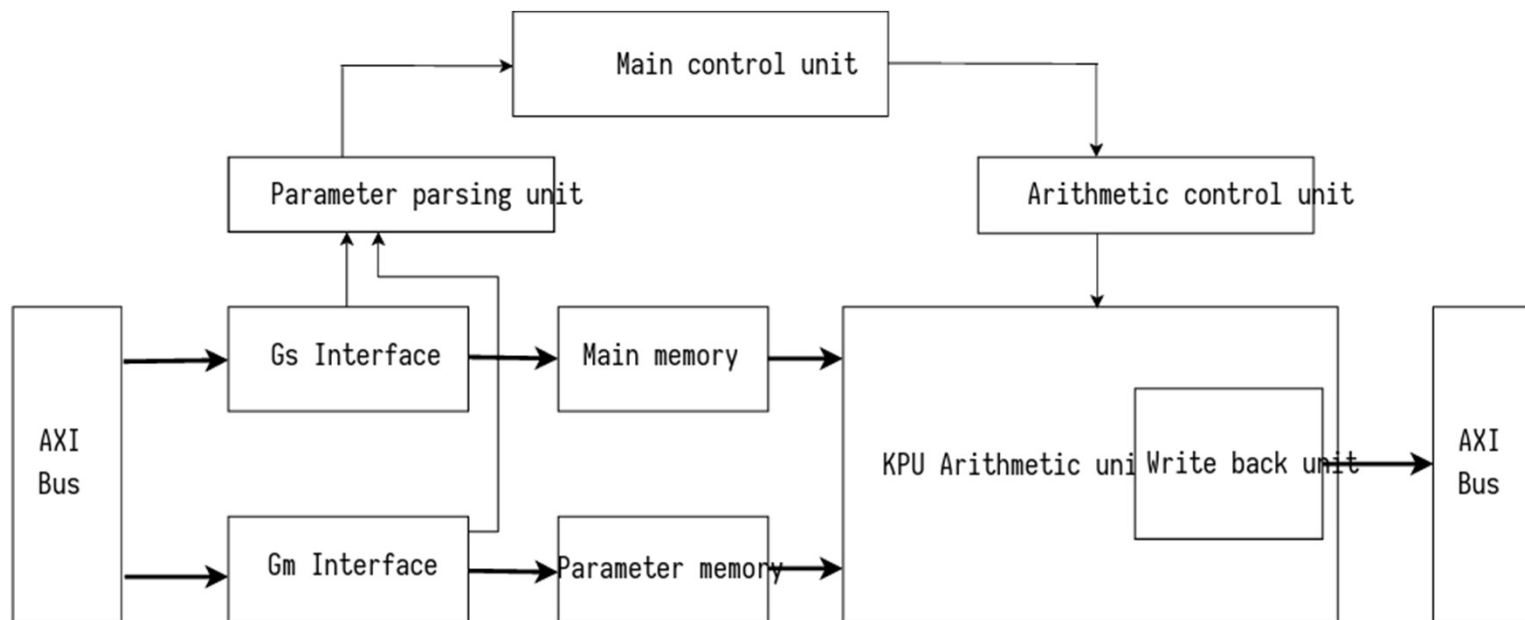 Main control unit
Parameter parsing unit
Arithmetic control unit
Gs Interface
Main memory
AXI
Bus
KPU Arithmetic uni
Write back unit
AXI
Bus
Gm Interface
Parameter memory